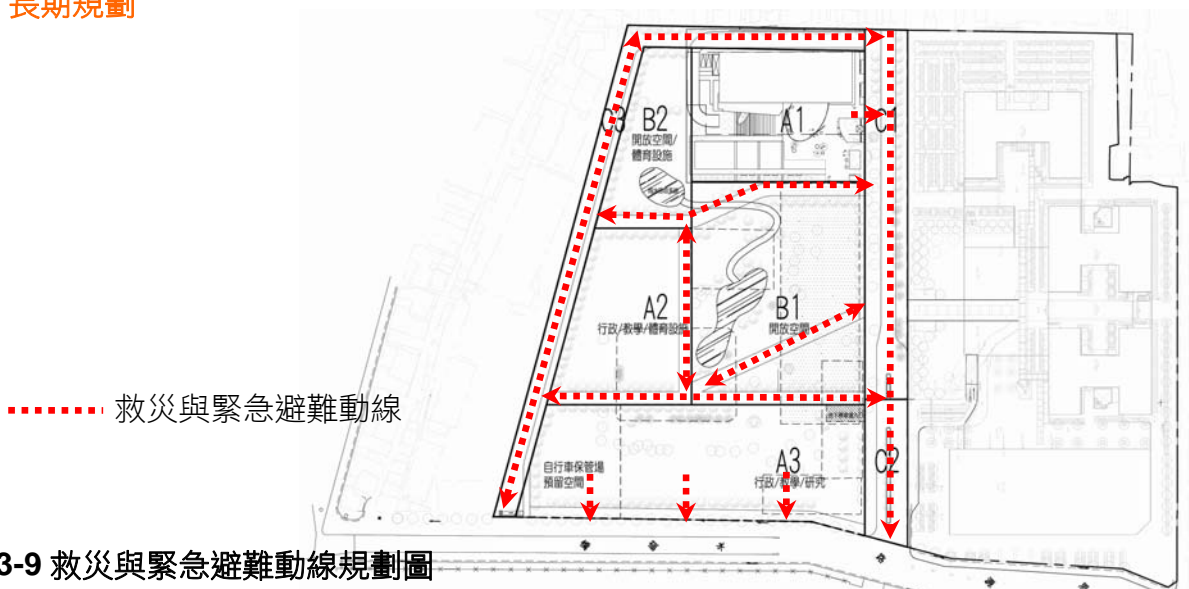 長期規劃
C3
B2
開放空間/
體育設施
A1
C1
A2
行政/教學/體育設施
B1
開放空間
救災與緊急避難動線
自行車保管場
預留空間
A3
行政/教學/研究
C2
3-9 救災與緊急避難動線規劃圖